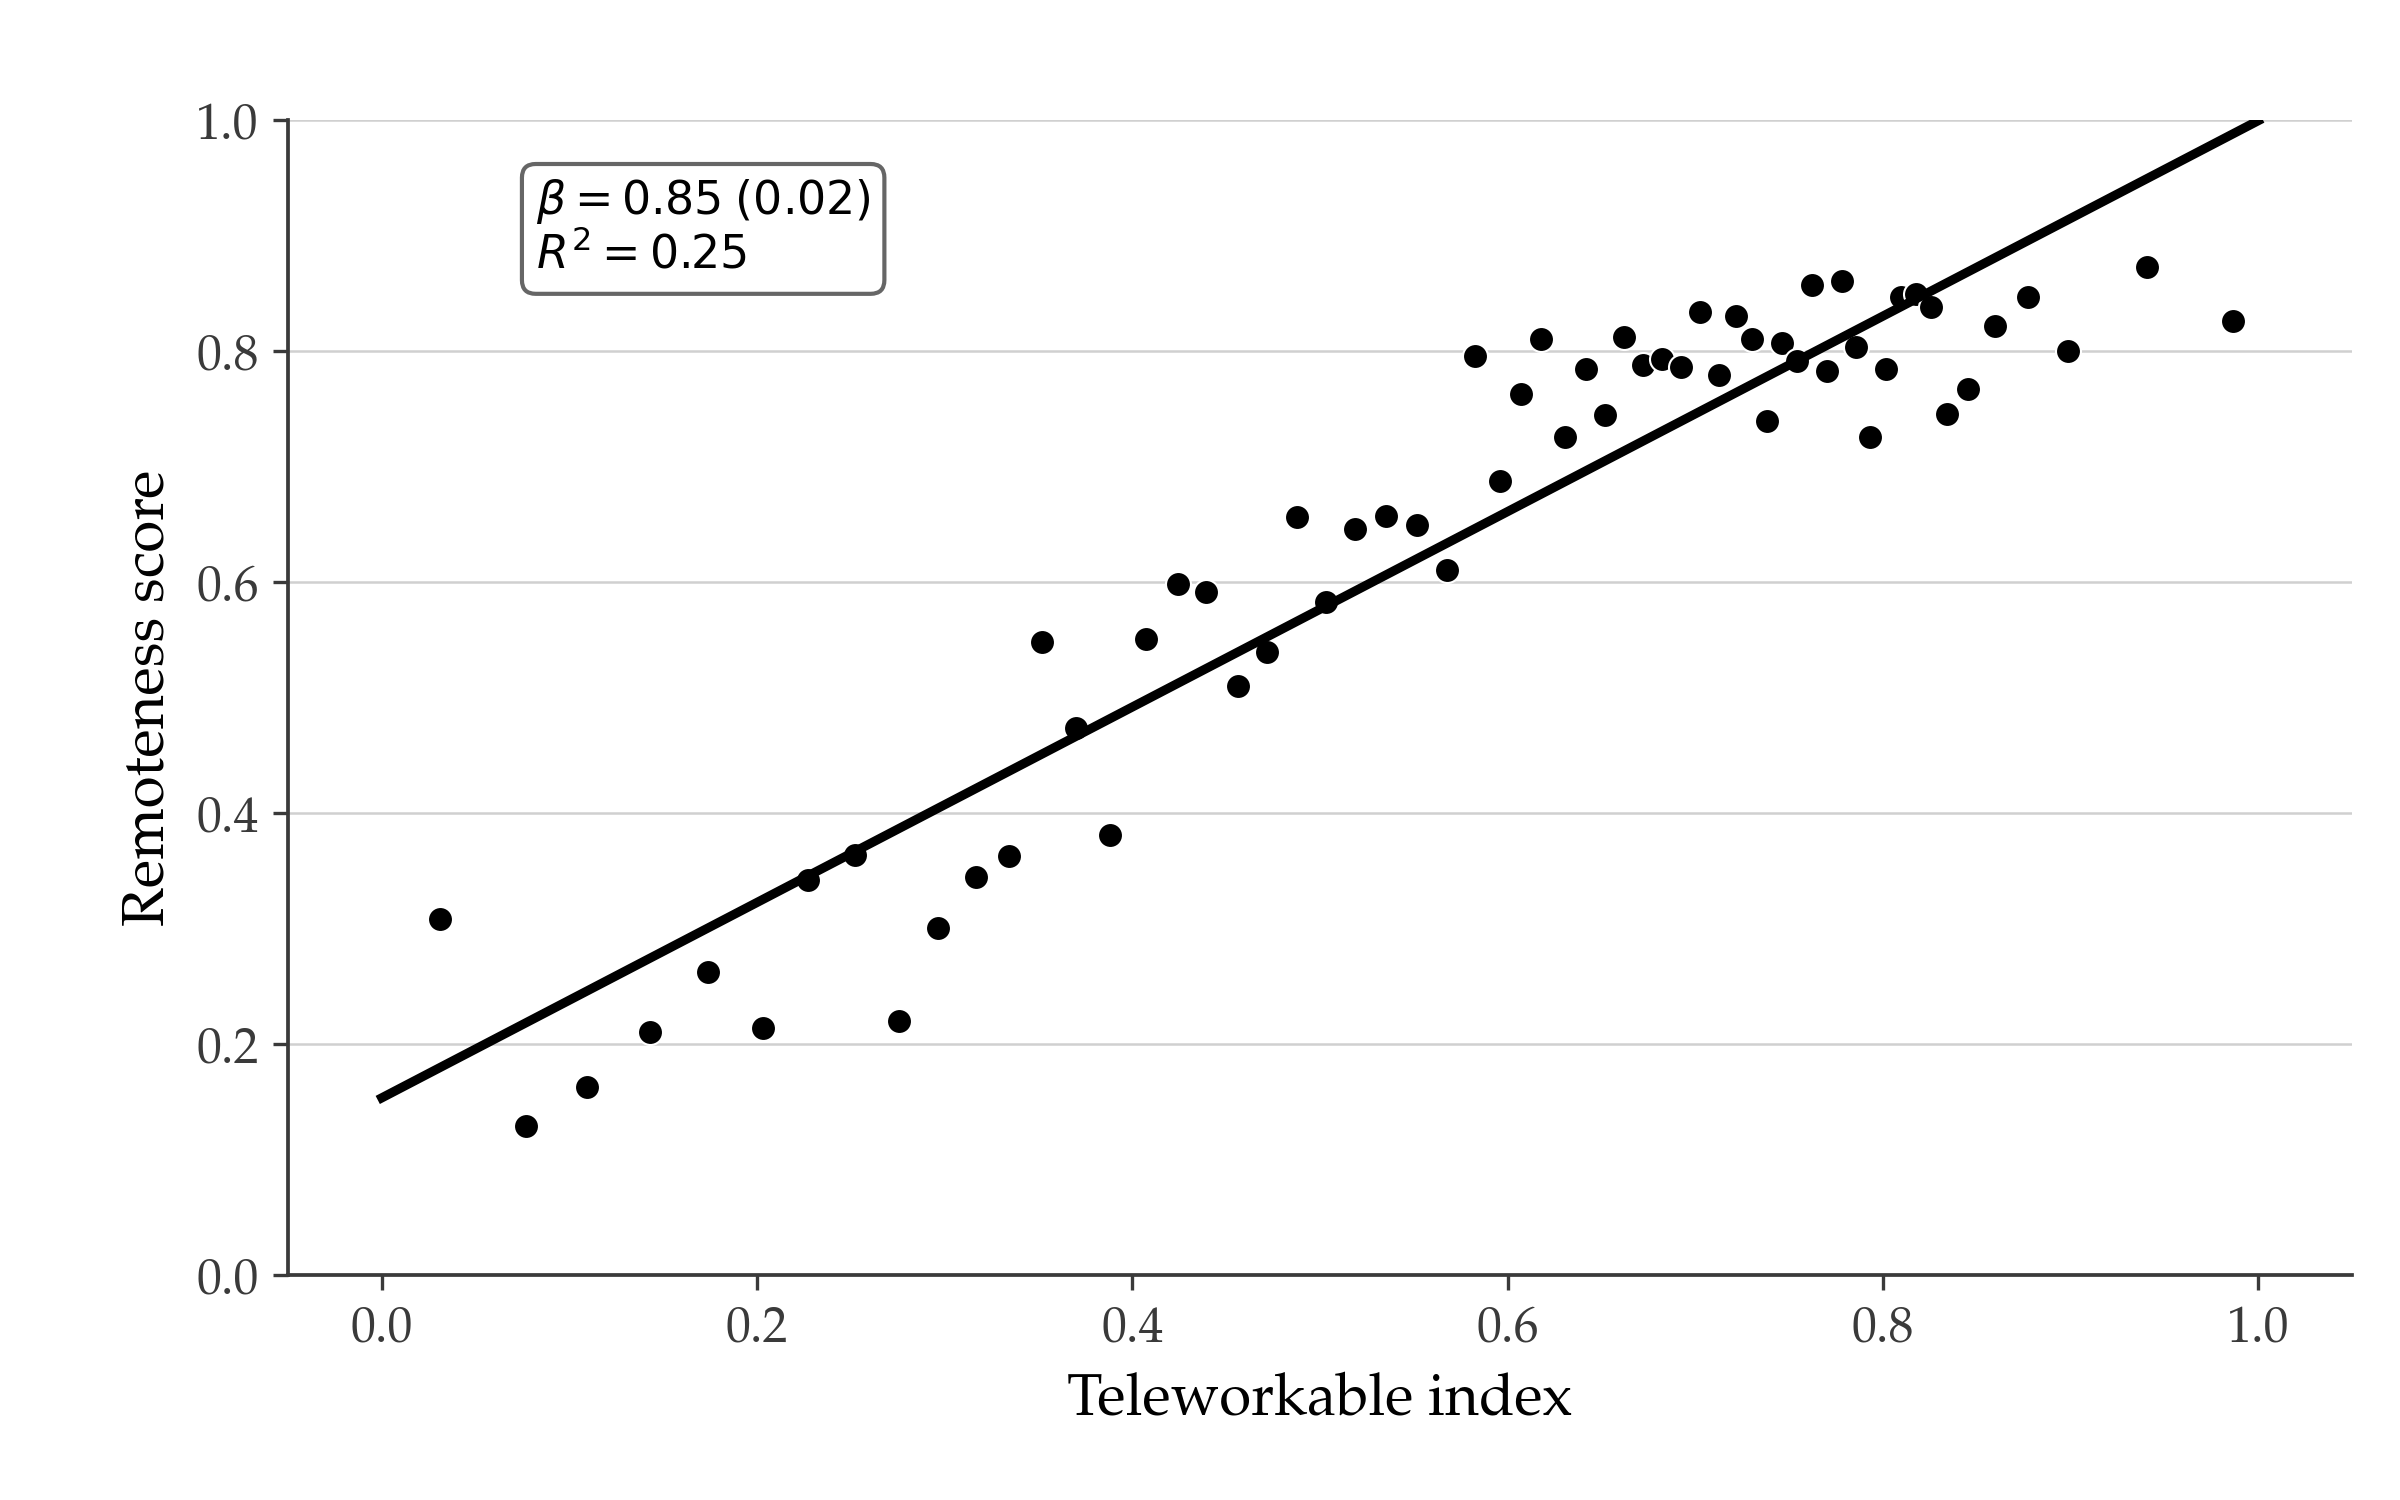 β = 0.85 (0.02)
R² = 0.25
1.0
0.8
0.6
0.4
0.2
0.0
Remoteness score
0.0 0.2 0.4 0.6 0.8 1.0
Teleworkable index